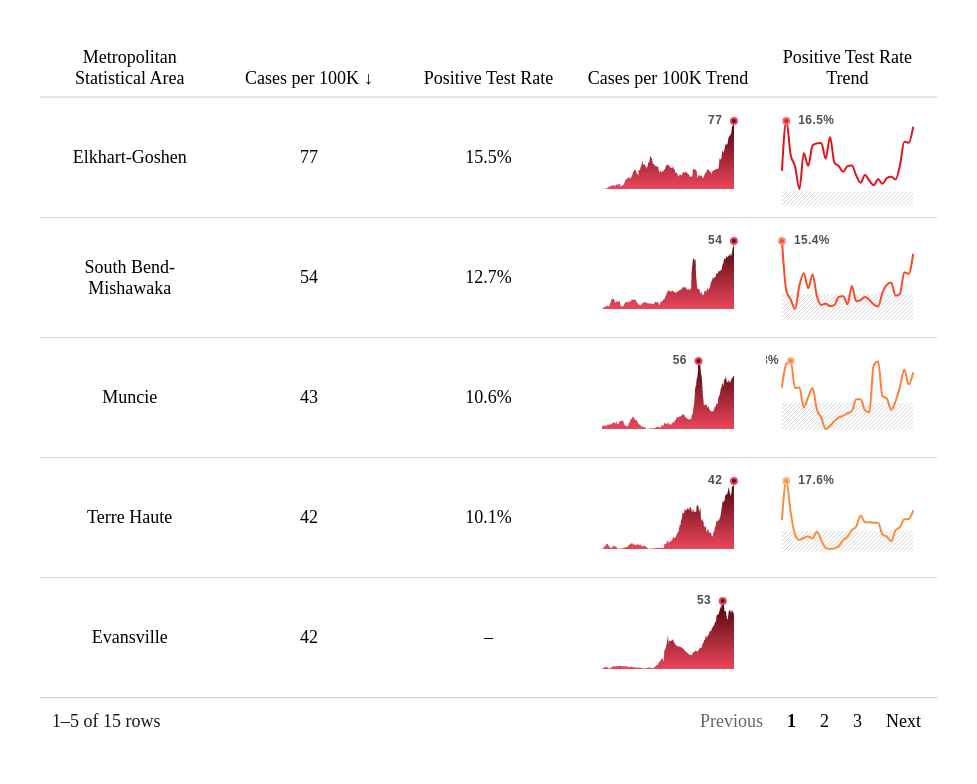 Metropolitan
Statistical Area
Cases per 100K ↓
Positive Test Rate
Cases per 100K Trend
Positive Test Rate
Trend
Elkhart-Goshen
77
15.5%
77
16.5%
South Bend-
Mishawaka
54
12.7%
54
15.4%
Muncie
43
10.6%
56
Terre Haute
42
10.1%
42
17.6%
Evansville
42
–
53
1–5 of 15 rows
Previous 1 2 3 Next